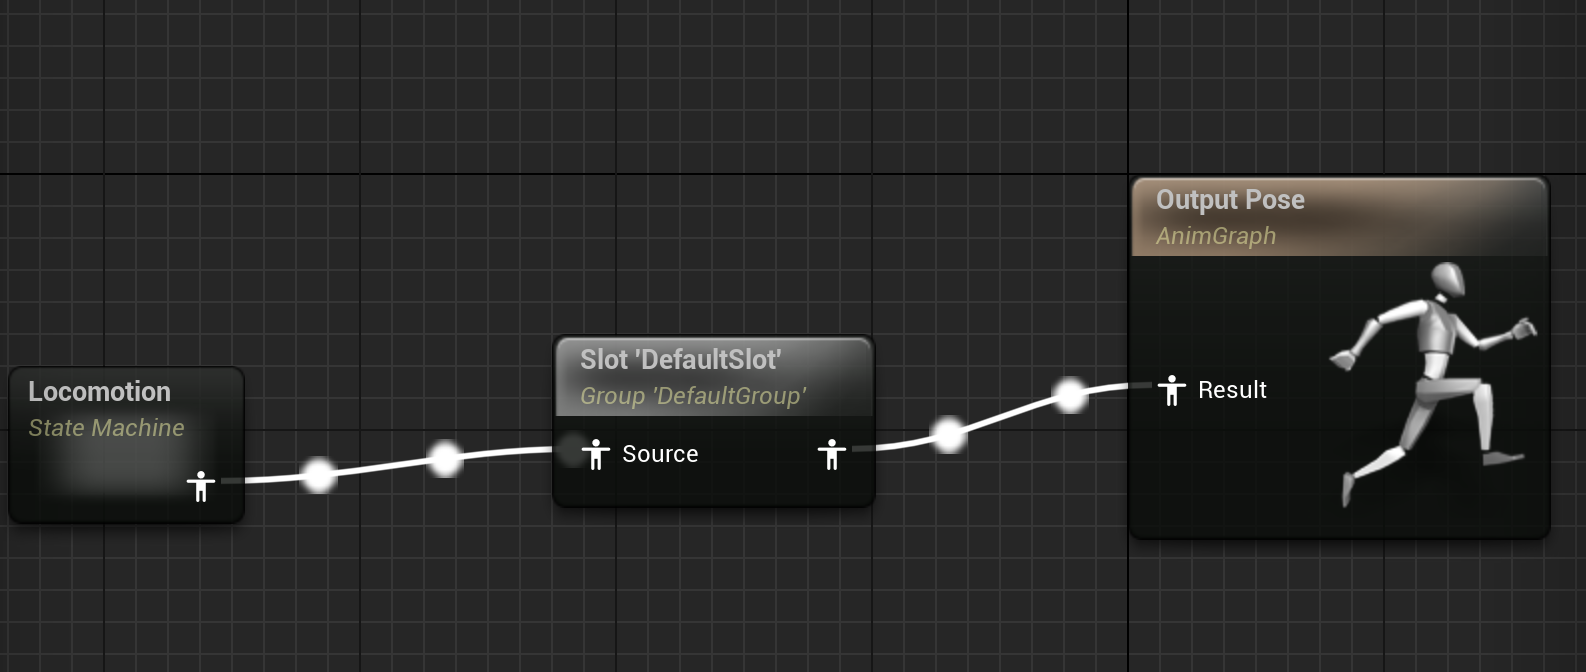 Locomotion
State Machine
Slot 'DefaultSlot'
Group 'DefaultGroup'
Source
Output Pose
AnimGraph
Result